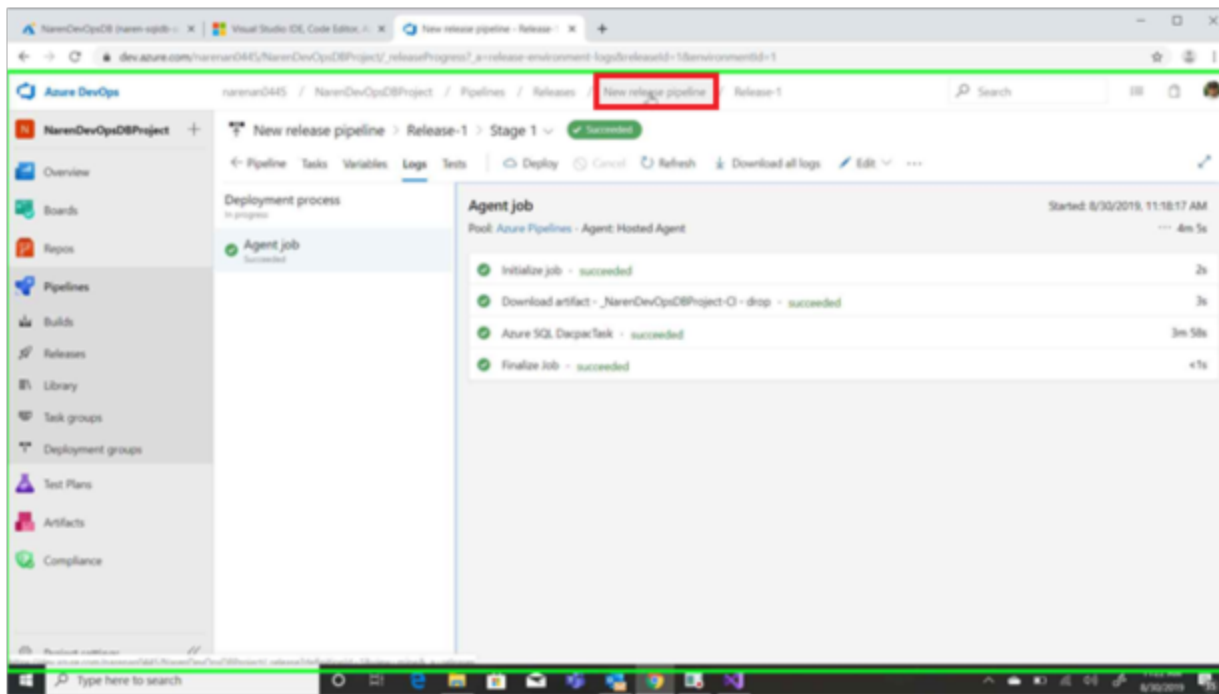 NarenDevOpsDB (naren-sqldb-
Visual Studio IDE, Code Editor,
New release pipeline - Release-
dev.azure.com/narenan0445/NarenDevOpsDBProject/_releaseProgress?_a=release-environment-logs&releaseId=1&environmentId=1
Azure DevOps
narenan0445 / NarenDevOpsDBProject / Pipelines / Releases / New release pipeline / Release-1
Search
N NarenDevOpsDBProject +
New release pipeline > Release-1 > Stage 1 Succeeded
← Pipeline Tasks Variables Logs Tests Deploy Cancel Refresh Download all logs Edit ...
Overview
Boards
Repos
Pipelines
Builds
Releases
Library
Task groups
Deployment groups
Test Plans
Artifacts
Compliance
Project settings
Deployment process
In progress
Agent job
Succeeded
Agent job
Started: 8/30/2019, 11:18:17 AM
Pool: Azure Pipelines - Agent: Hosted Agent
... 4m 5s
Initialize job - succeeded 2s
Download artifact - _NarenDevOpsDBProject-CI - drop - succeeded 3s
Azure SQL DacpacTask - succeeded 3m 58s
Finalize Job - succeeded <1s
Type here to search
8/30/2019